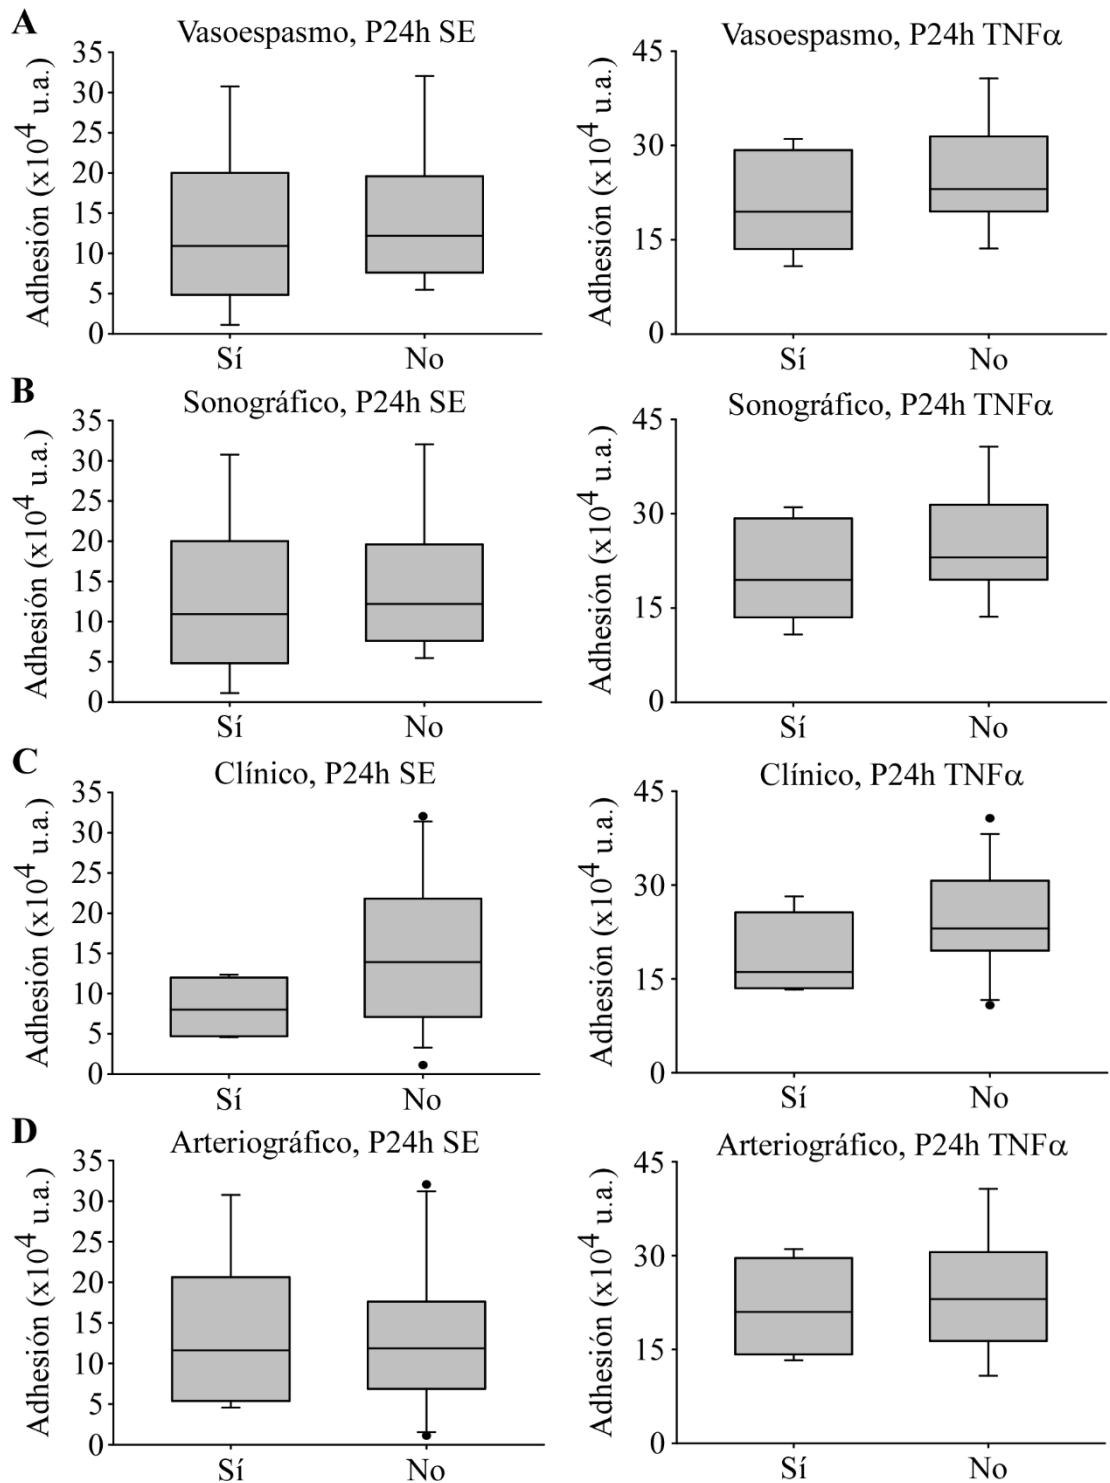 A
Vasoespasmo, P24h SE
Adhesión (x10⁴ u.a.)
35
30
25
20
15
10
5
0
Sí No
Vasoespasmo, P24h TNFα
Adhesión (x10⁴ u.a.)
45
30
15
0
Sí No
B
Sonográfico, P24h SE
Adhesión (x10⁴ u.a.)
35
30
25
20
15
10
5
0
Sí No
Sonográfico, P24h TNFα
Adhesión (x10⁴ u.a.)
45
30
15
0
Sí No
C
Clínico, P24h SE
Adhesión (x10⁴ u.a.)
35
30
25
20
15
10
5
0
Sí No
Clínico, P24h TNFα
Adhesión (x10⁴ u.a.)
45
30
15
0
Sí No
D
Arteriográfico, P24h SE
Adhesión (x10⁴ u.a.)
35
30
25
20
15
10
5
0
Sí No
Arteriográfico, P24h TNFα
Adhesión (x10⁴ u.a.)
45
30
15
0
Sí No